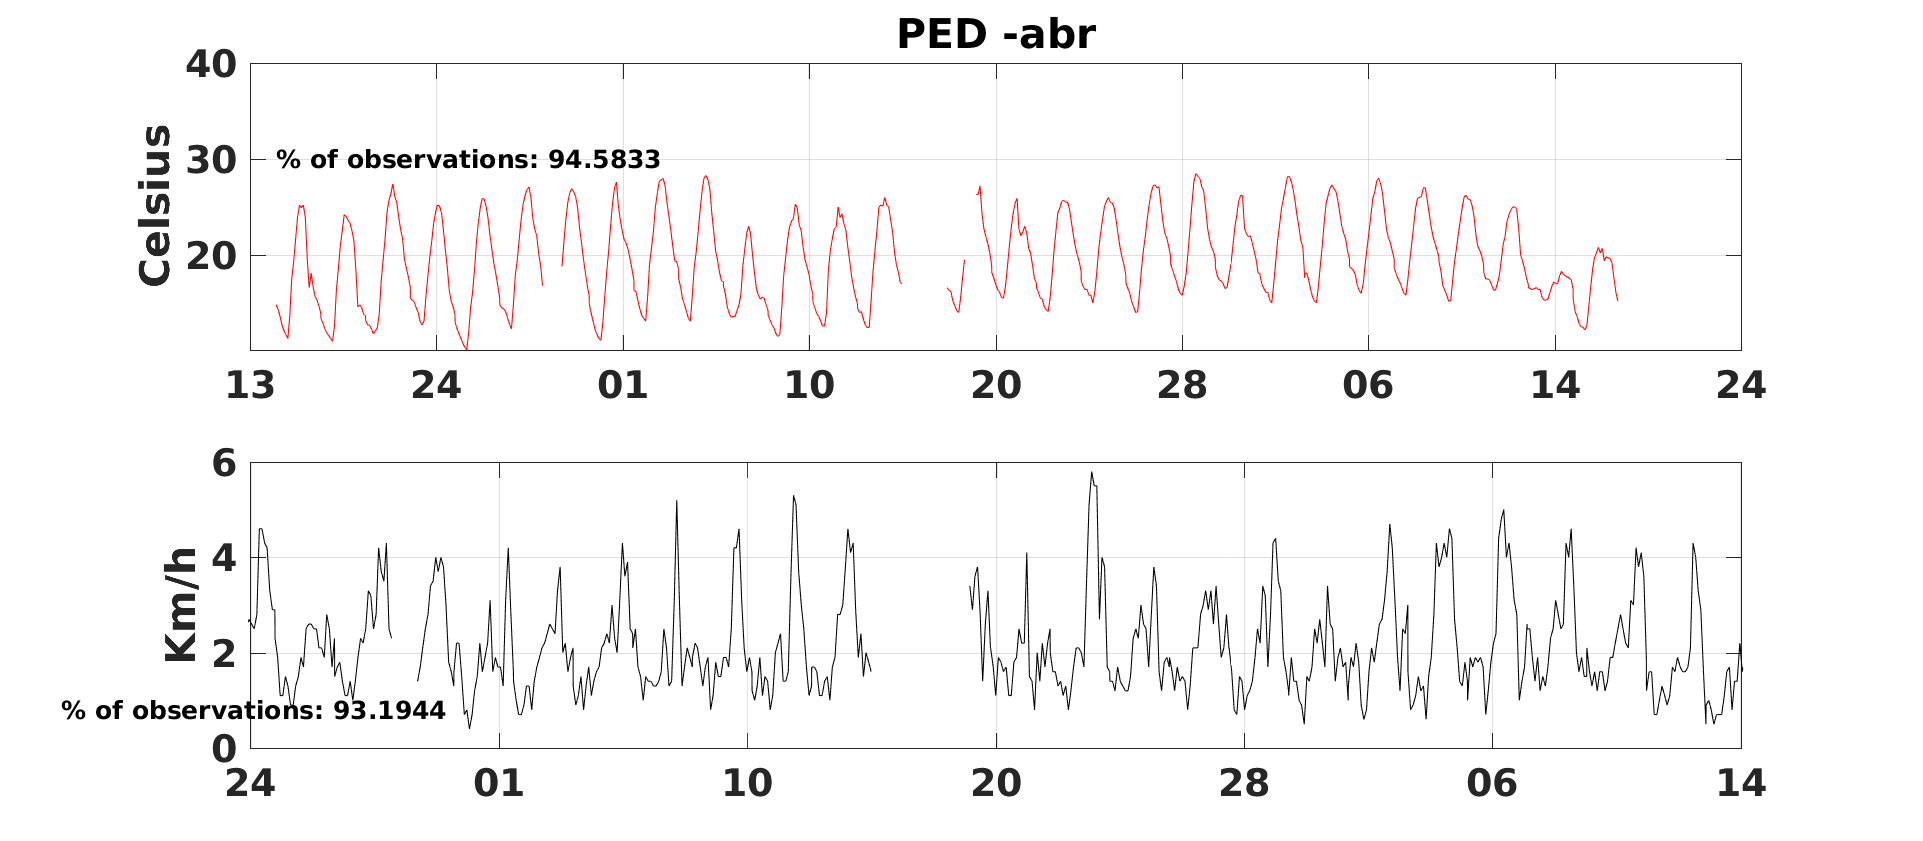 PED -abr
40
30
20
Celsius
% of observations: 94.5833
13 24 01 10 20 28 06 14 24
6
4
2
0
Km/h
% of observations: 93.1944
24 01 10 20 28 06 14